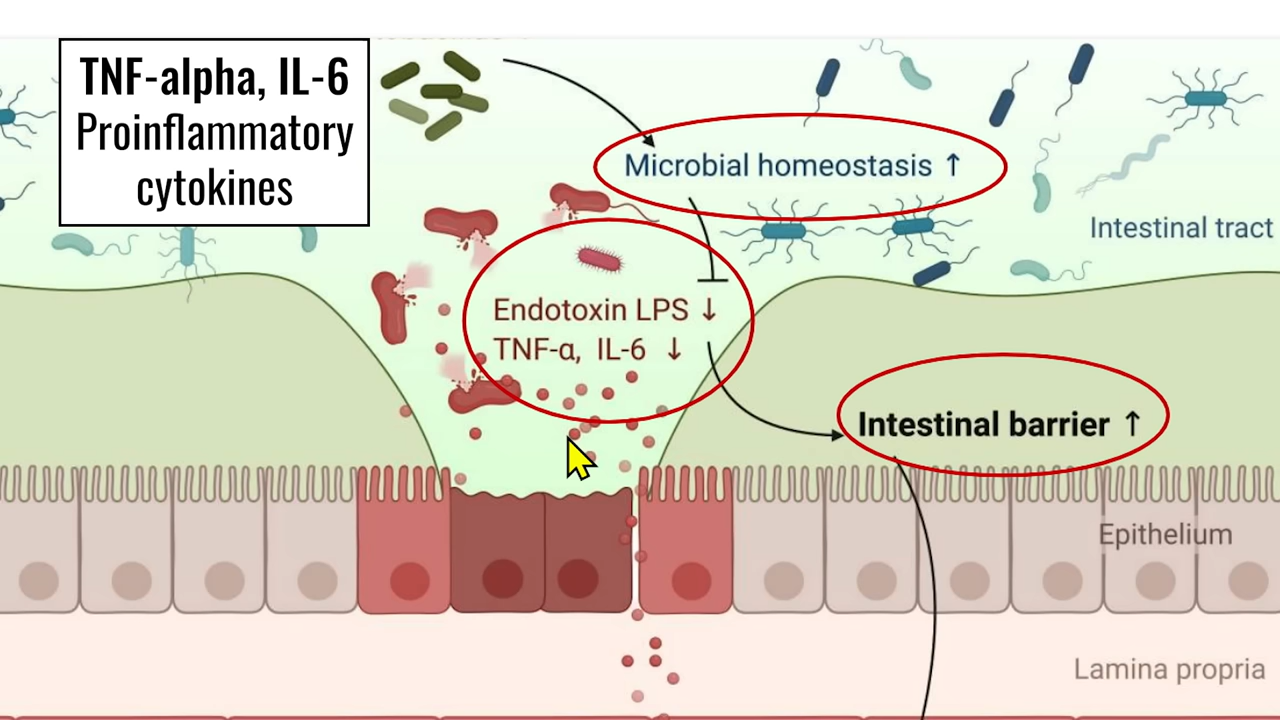 TNF-alpha, IL-6
Proinflammatory
cytokines
Microbial homeostasis ↑
Intestinal tract
Endotoxin LPS ↓
TNF-α, IL-6 ↓
Intestinal barrier ↑
Epithelium
Lamina propria